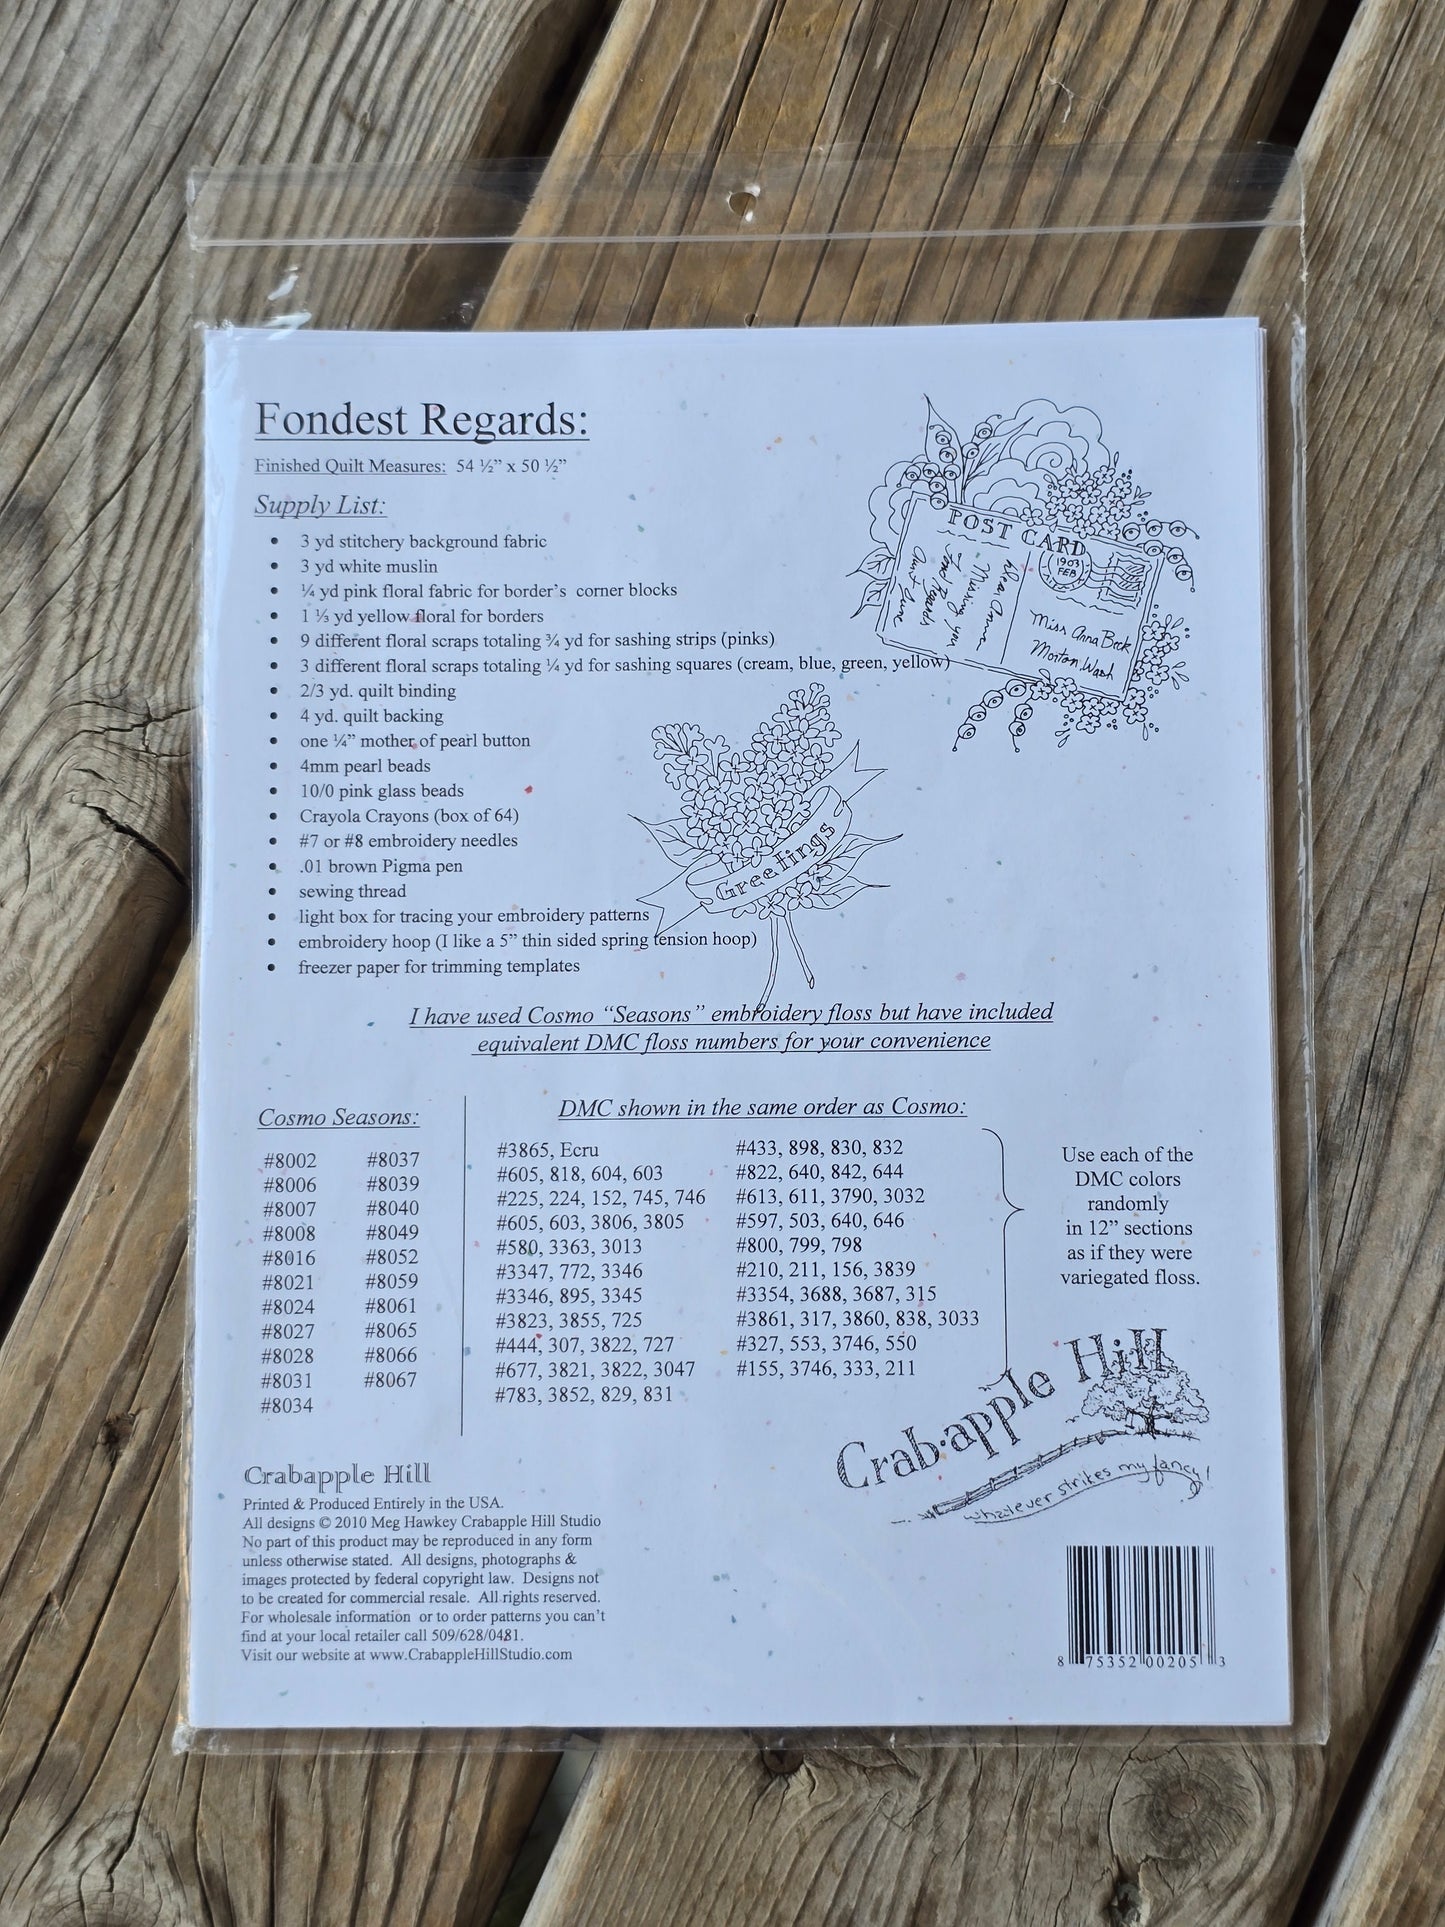 Fondest Regards:
Finished Quilt Measures: 54 ½” x 50 ½”
Supply List:
• 3 yd stitchery background fabric
• 3 yd white muslin
• ¼ yd pink floral fabric for border’s corner blocks
• 1 ⅓ yd yellow floral for borders
• 9 different floral scraps totaling ¾ yd for sashing strips (pinks)
• 3 different floral scraps totaling ¼ yd for sashing squares (cream, blue, green, yellow)
• 2/3 yd. quilt binding
• 4 yd. quilt backing
• one ¼” mother of pearl button
• 4mm pearl beads
• 10/0 pink glass beads
• Crayola Crayons (box of 64)
• #7 or #8 embroidery needles
• .01 brown Pigma pen
• sewing thread
• light box for tracing your embroidery patterns
• embroidery hoop (I like a 5” thin sided spring tension hoop)
• freezer paper for trimming templates
POST CARD
1903
FEB
Dear Anna
Missing you
Fond Regards
Aunt June
Miss Anna Beck
Morton Wash
Greetings
I have used Cosmo “Seasons” embroidery floss but have included
equivalent DMC floss numbers for your convenience
Cosmo Seasons:
#8002 #8037
#8006 #8039
#8007 #8040
#8008 #8049
#8016 #8052
#8021 #8059
#8024 #8061
#8027 #8065
#8028 #8066
#8031 #8067
#8034
DMC shown in the same order as Cosmo:
#3865, Ecru
#605, 818, 604, 603
#225, 224, 152, 745, 746
#605, 603, 3806, 3805
#580, 3363, 3013
#3347, 772, 3346
#3346, 895, 3345
#3823, 3855, 725
#444, 307, 3822, 727
#677, 3821, 3822, 3047
#783, 3852, 829, 831
#433, 898, 830, 832
#822, 640, 842, 644
#613, 611, 3790, 3032
#597, 503, 640, 646
#800, 799, 798
#210, 211, 156, 3839
#3354, 3688, 3687, 315
#3861, 317, 3860, 838, 3033
#327, 553, 3746, 550
#155, 3746, 333, 211
Use each of the
DMC colors
randomly
in 12” sections
as if they were
variegated floss.
Crab·apple Hill
whatever strikes my fancy!
Crabapple Hill
Printed & Produced Entirely in the USA.
All designs © 2010 Meg Hawkey Crabapple Hill Studio
No part of this product may be reproduced in any form
unless otherwise stated. All designs, photographs &
images protected by federal copyright law. Designs not
to be created for commercial resale. All rights reserved.
For wholesale information or to order patterns you can’t
find at your local retailer call 509/628/0481.
Visit our website at www.CrabappleHillStudio.com
8 75352 00205 3